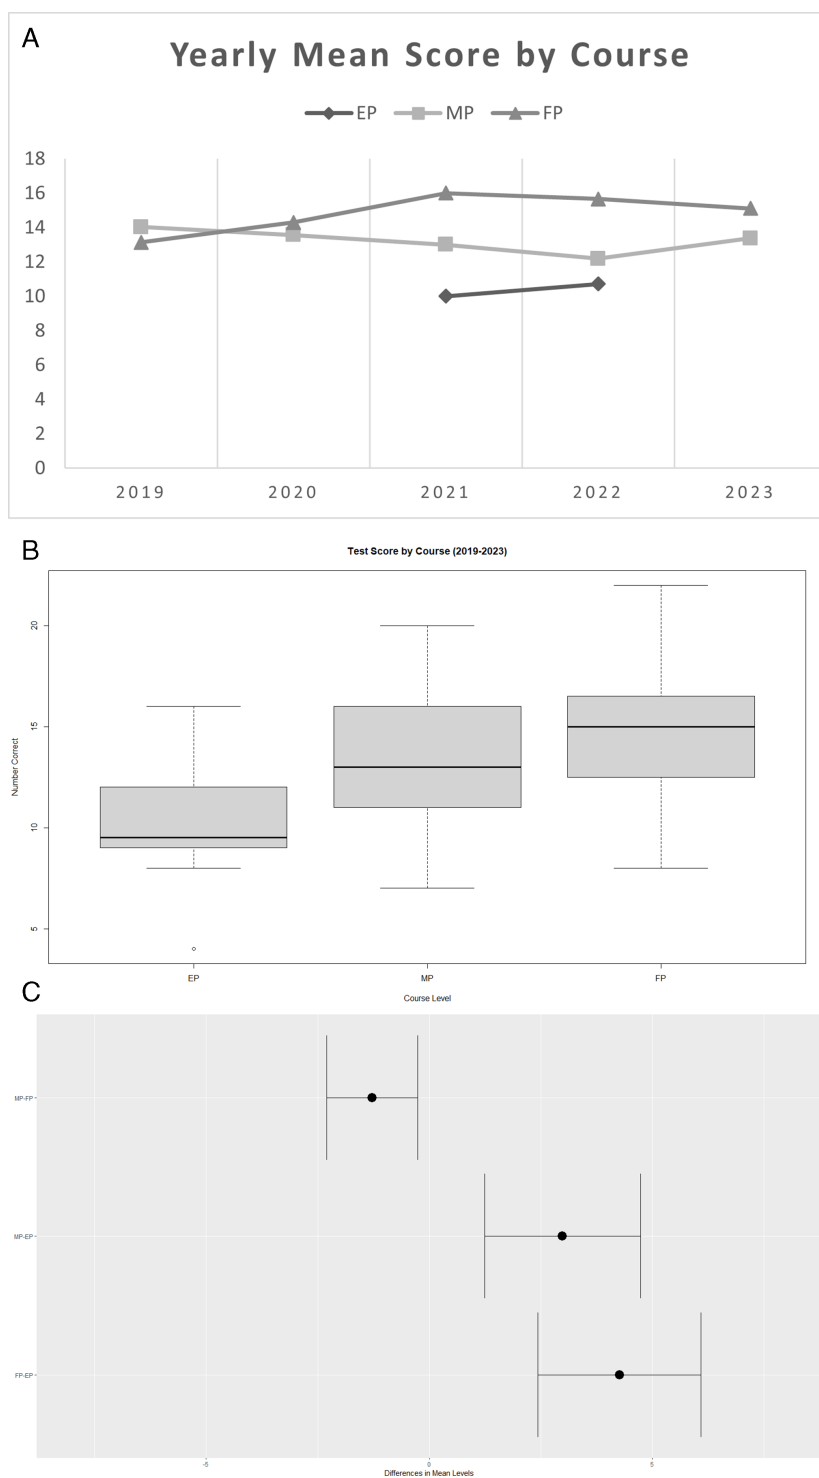 A
Yearly Mean Score by Course
EP MP FP
18
16
14
12
10
8
6
4
2
0
2019 2020 2021 2022 2023
B
Test Score by Course (2019-2023)
Number Correct
20
15
10
5
EP MP FP
Course Level
C
MP-FP
MP-EP
FP-EP
-5 0 5
Differences in Mean Levels